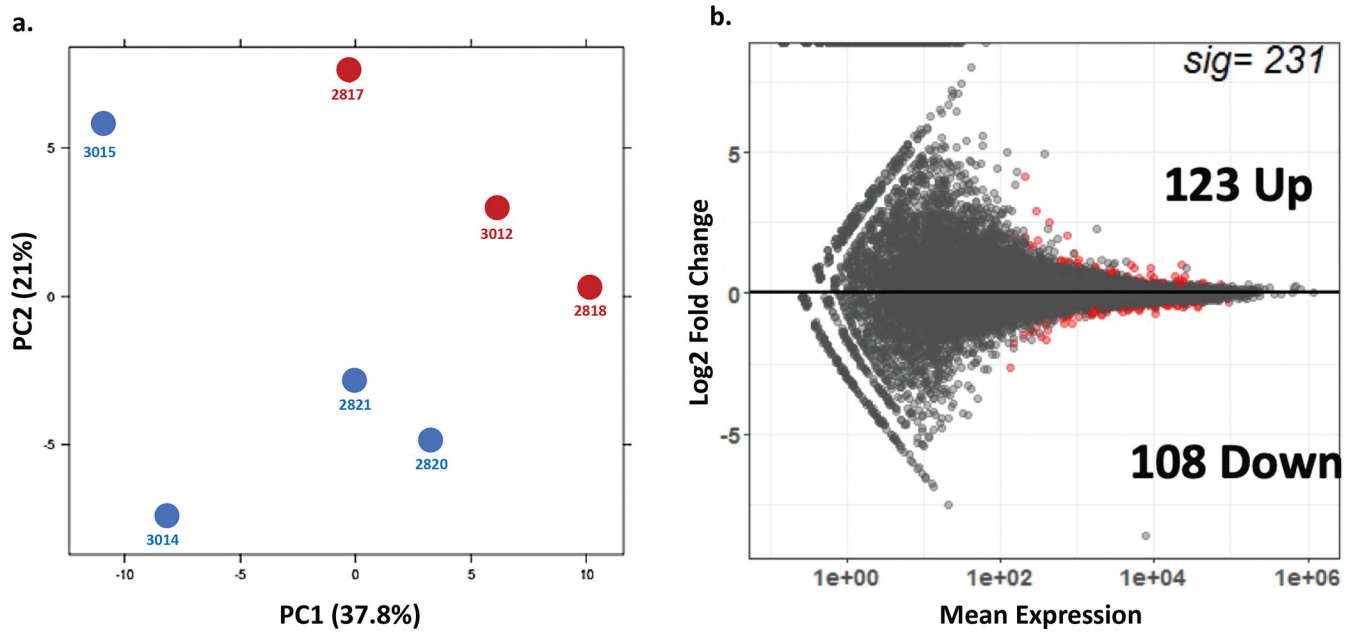 a.
2817
3015
5
3012
0
2818
2821
2820
-5
3014
-10
-5
0
5
10
PC1 (37.8%)
PC2 (21%)
b.
sig= 231
5
123 Up
0
-5
108 Down
1e+00
1e+02
1e+04
1e+06
Mean Expression
Log2 Fold Change